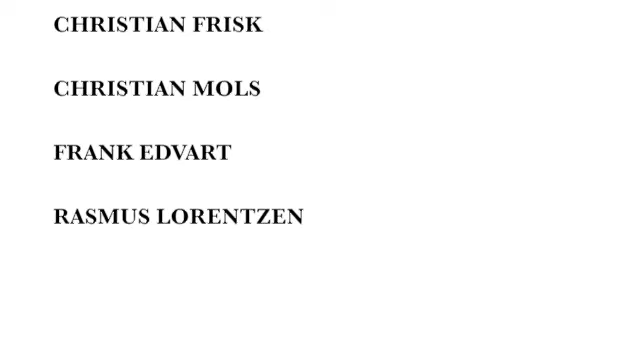 CHRISTIAN FRISK
CHRISTIAN MOLS
FRANK EDVART
RASMUS LORENTZEN